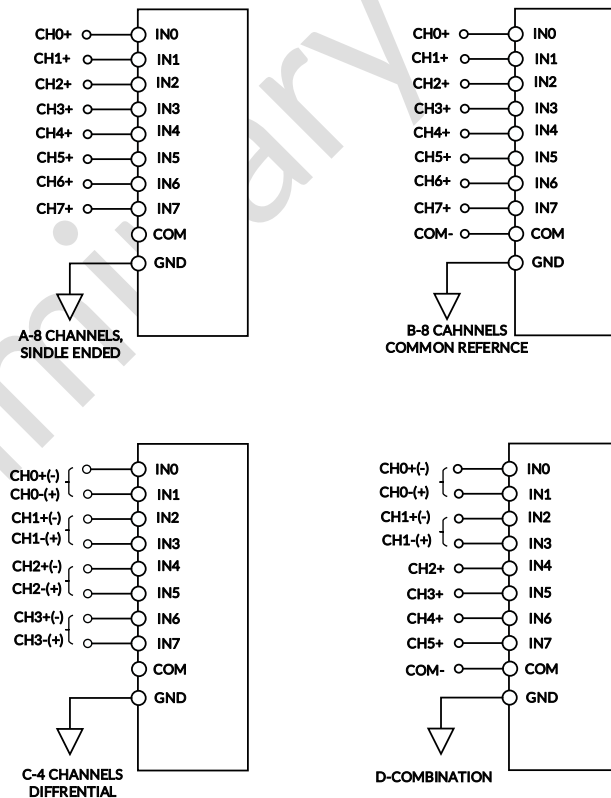 CH0+ IN0
CH1+ IN1
CH2+ IN2
CH3+ IN3
CH4+ IN4
CH5+ IN5
CH6+ IN6
CH7+ IN7
COM
GND
A-8 CHANNELS,
SINDLE ENDED
CH0+ IN0
CH1+ IN1
CH2+ IN2
CH3+ IN3
CH4+ IN4
CH5+ IN5
CH6+ IN6
CH7+ IN7
COM- COM
GND
B-8 CAHNNELS
COMMON REFERNCE
CH0+(-) IN0
CH0-(+) IN1
CH1+(-) IN2
CH1-(+) IN3
CH2+(-) IN4
CH2-(+) IN5
CH3+(-) IN6
CH3-(+) IN7
COM
GND
C-4 CHANNELS
DIFFRENTIAL
CH0+(-) IN0
CH0-(+) IN1
CH1+(-) IN2
CH1-(+) IN3
CH2+ IN4
CH3+ IN5
CH4+ IN6
CH5+ IN7
COM- COM
GND
D-COMBINATION
minary